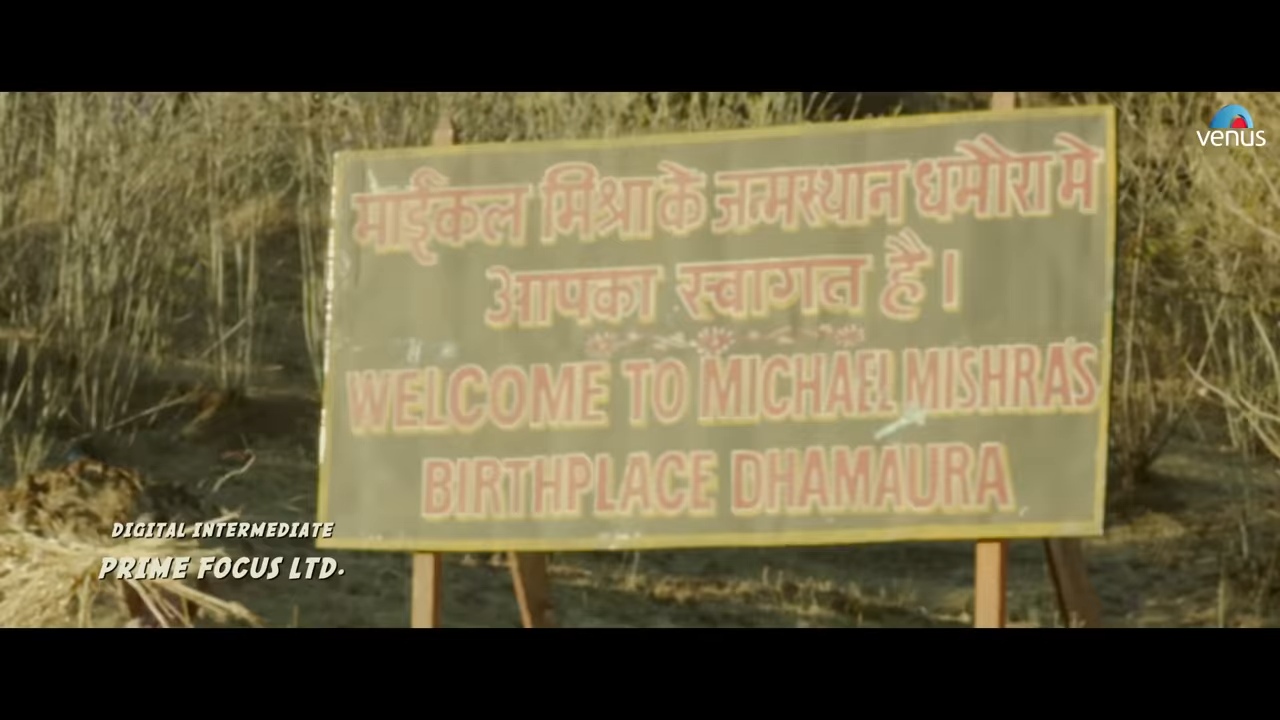 venus
माईकल मिश्रा के जन्मस्थान धमौरा मे
आपका स्वागत है।
WELCOME TO MICHAEL MISHRA'S
BIRTHPLACE DHAMAURA
DIGITAL INTERMEDIATE
PRIME FOCUS LTD.